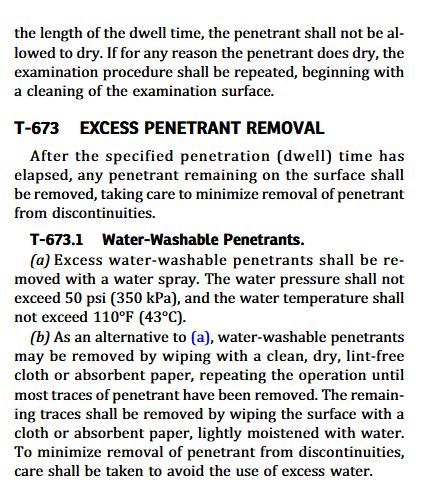 the length of the dwell time, the penetrant shall not be al-
lowed to dry. If for any reason the penetrant does dry, the
examination procedure shall be repeated, beginning with
a cleaning of the examination surface.
T-673 EXCESS PENETRANT REMOVAL
After the specified penetration (dwell) time has
elapsed, any penetrant remaining on the surface shall
be removed, taking care to minimize removal of penetrant
from discontinuities.
T-673.1 Water-Washable Penetrants.
(a) Excess water-washable penetrants shall be re-
moved with a water spray. The water pressure shall not
exceed 50 psi (350 kPa), and the water temperature shall
not exceed 110°F (43°C).
(b) As an alternative to (a), water-washable penetrants
may be removed by wiping with a clean, dry, lint-free
cloth or absorbent paper, repeating the operation until
most traces of penetrant have been removed. The remain-
ing traces shall be removed by wiping the surface with a
cloth or absorbent paper, lightly moistened with water.
To minimize removal of penetrant from discontinuities,
care shall be taken to avoid the use of excess water.